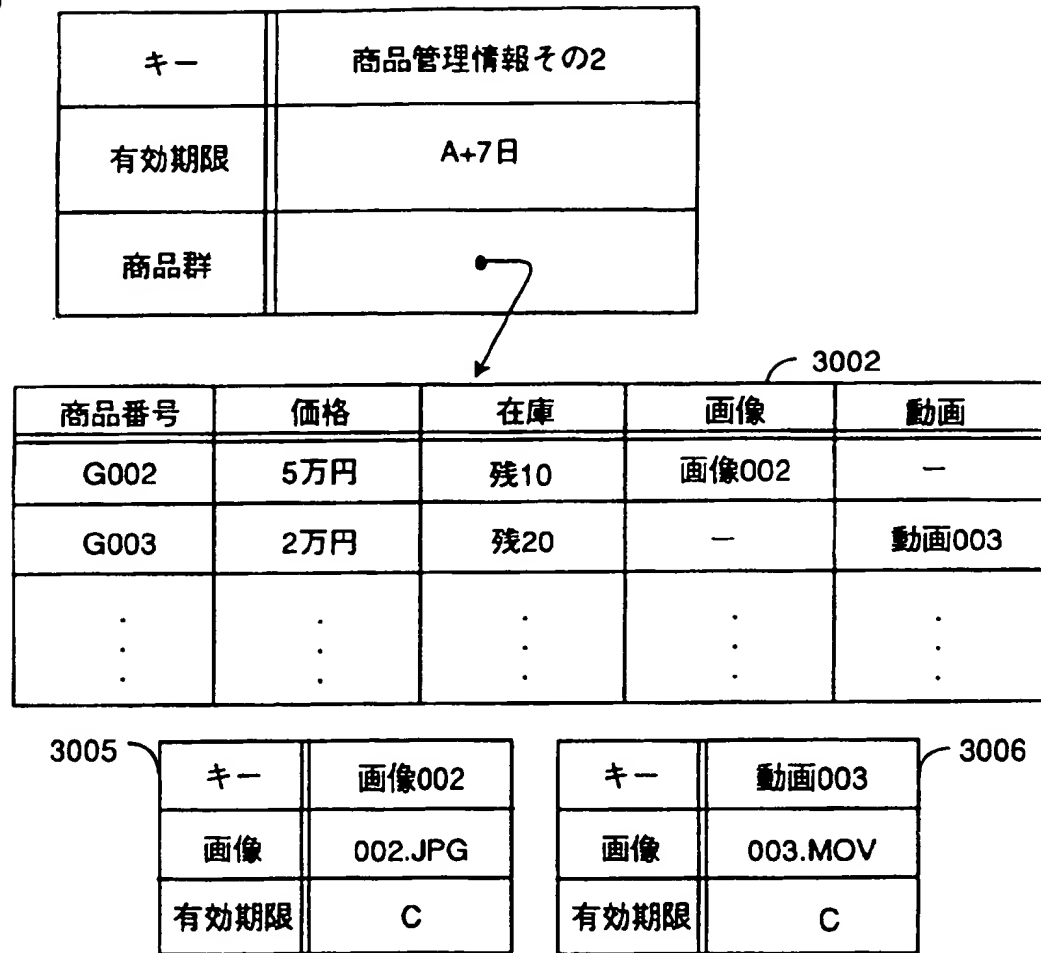 キー 商品管理情報その2
有効期限 A+7日
商品群
3002
商品番号 価格 在庫 画像 動画
G002 5万円 残10 画像002 ー
G003 2万円 残20 ー 動画003
3005
キー 画像002
画像 002.JPG
有効期限 C
3006
キー 動画003
画像 003.MOV
有効期限 C